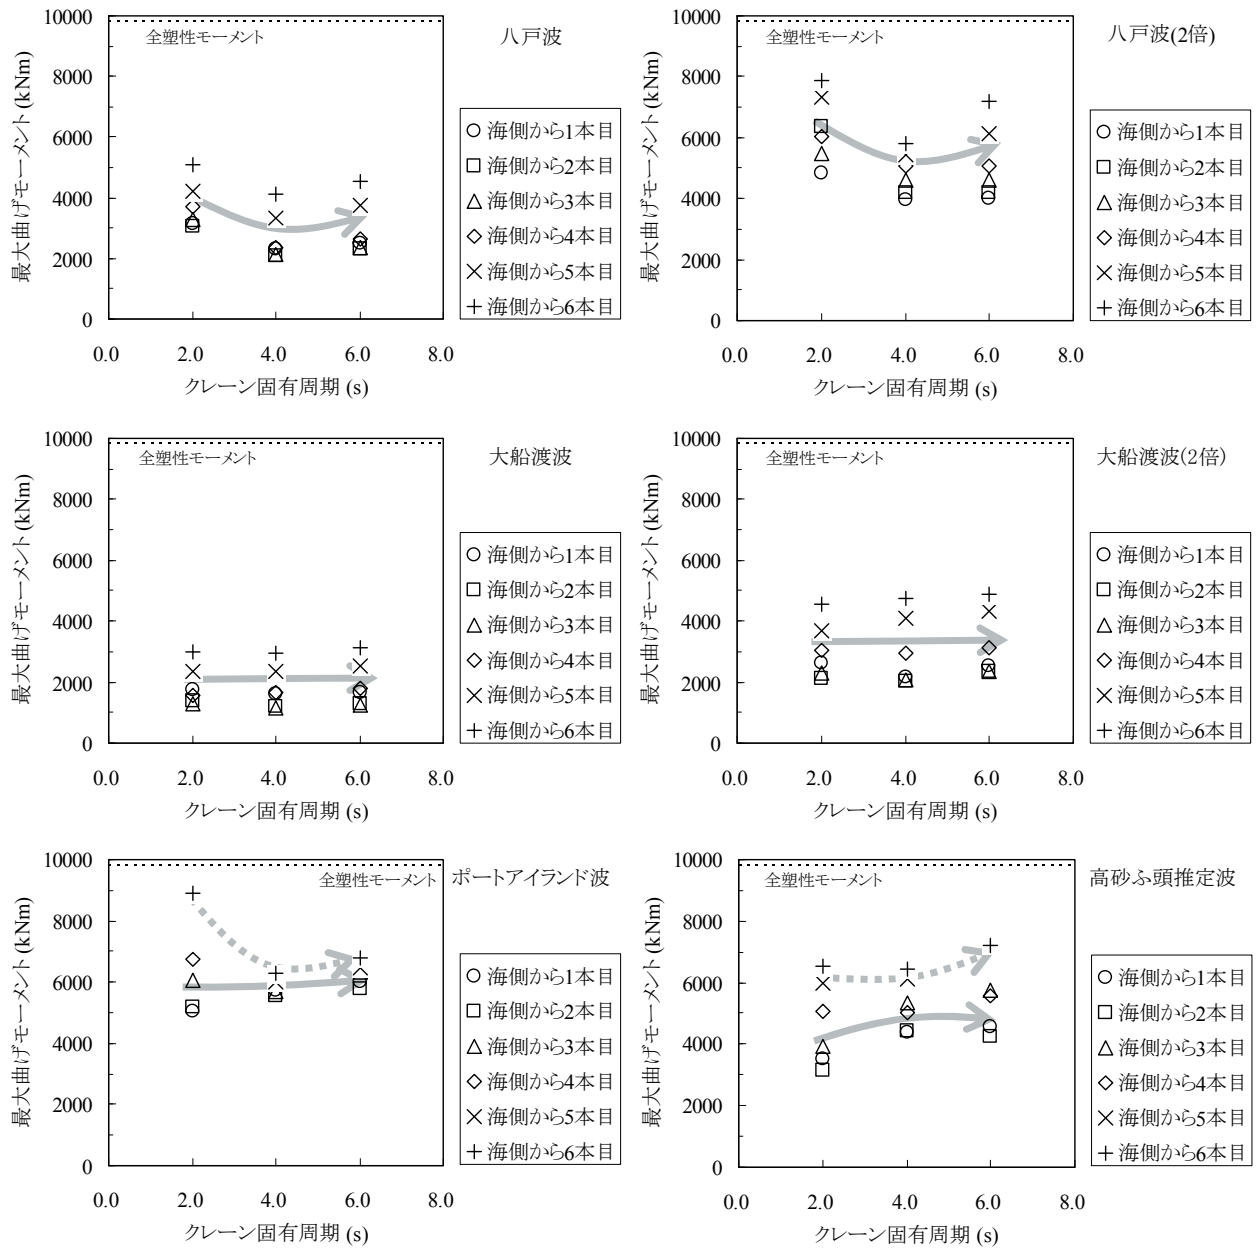 八戸波
全塑性モーメント
最大曲げモーメント (kNm)
10000
8000
6000
4000
2000
0
0.0 2.0 4.0 6.0 8.0
クレーン固有周期 (s)
海側から1本目
海側から2本目
海側から3本目
海側から4本目
海側から5本目
海側から6本目
八戸波(2倍)
最大曲げモーメント (kNm)
10000
8000
6000
4000
2000
0
0.0 2.0 4.0 6.0 8.0
クレーン固有周期 (s)
海側から1本目
海側から2本目
海側から3本目
海側から4本目
海側から5本目
海側から6本目
大船渡波
全塑性モーメント
最大曲げモーメント (kNm)
10000
8000
6000
4000
2000
0
0.0 2.0 4.0 6.0 8.0
クレーン固有周期 (s)
海側から1本目
海側から2本目
海側から3本目
海側から4本目
海側から5本目
海側から6本目
大船渡波(2倍)
全塑性モーメント
最大曲げモーメント (kNm)
10000
8000
6000
4000
2000
0
0.0 2.0 4.0 6.0 8.0
クレーン固有周期 (s)
海側から1本目
海側から2本目
海側から3本目
海側から4本目
海側から5本目
海側から6本目
ポートアイランド波
全塑性モーメント
最大曲げモーメント (kNm)
10000
8000
6000
4000
2000
0
0.0 2.0 4.0 6.0 8.0
クレーン固有周期 (s)
海側から1本目
海側から2本目
海側から3本目
海側から4本目
海側から5本目
海側から6本目
高砂ふ頭推定波
全塑性モーメント
最大曲げモーメント (kNm)
10000
8000
6000
4000
2000
0
0.0 2.0 4.0 6.0 8.0
クレーン固有周期 (s)
海側から1本目
海側から2本目
海側から3本目
海側から4本目
海側から5本目
海側から6本目
全塑性モーメント